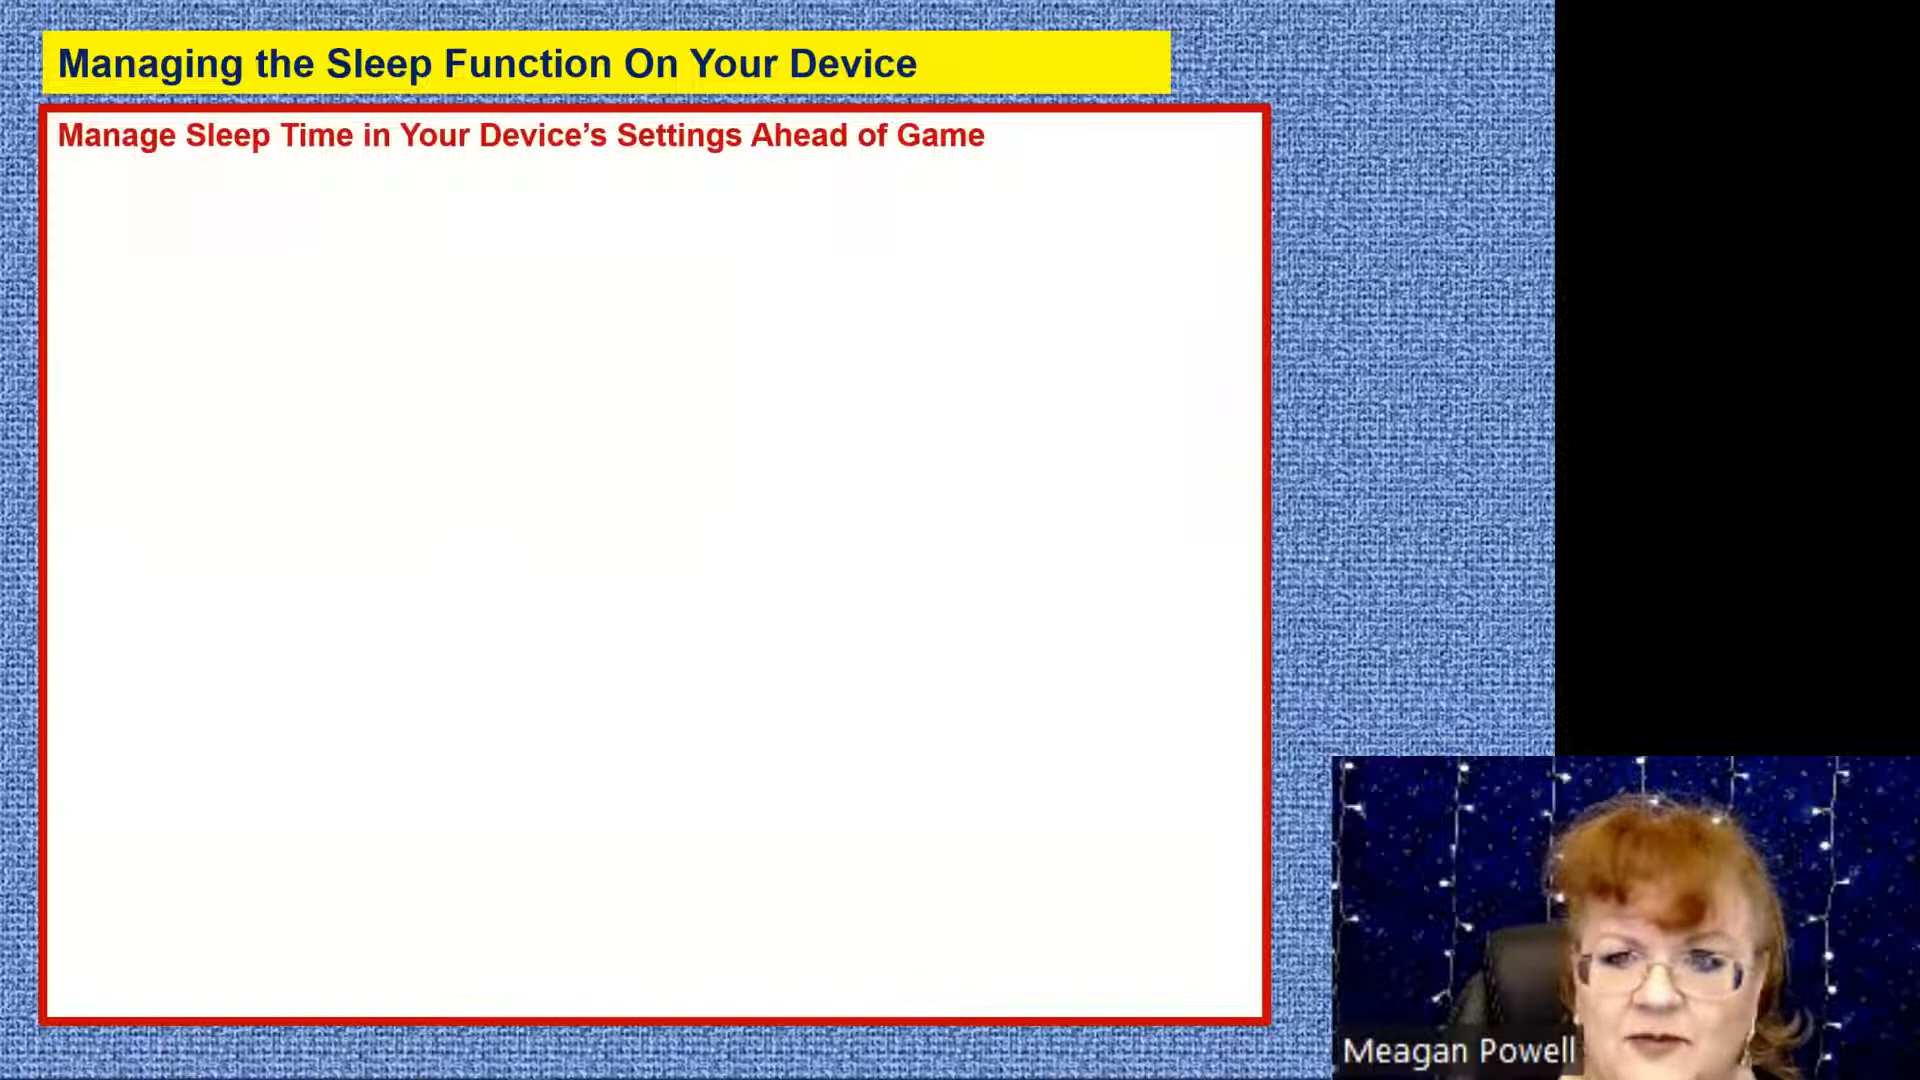 Managing the Sleep Function On Your Device
Manage Sleep Time in Your Device’s Settings Ahead of Game
Meagan Powell